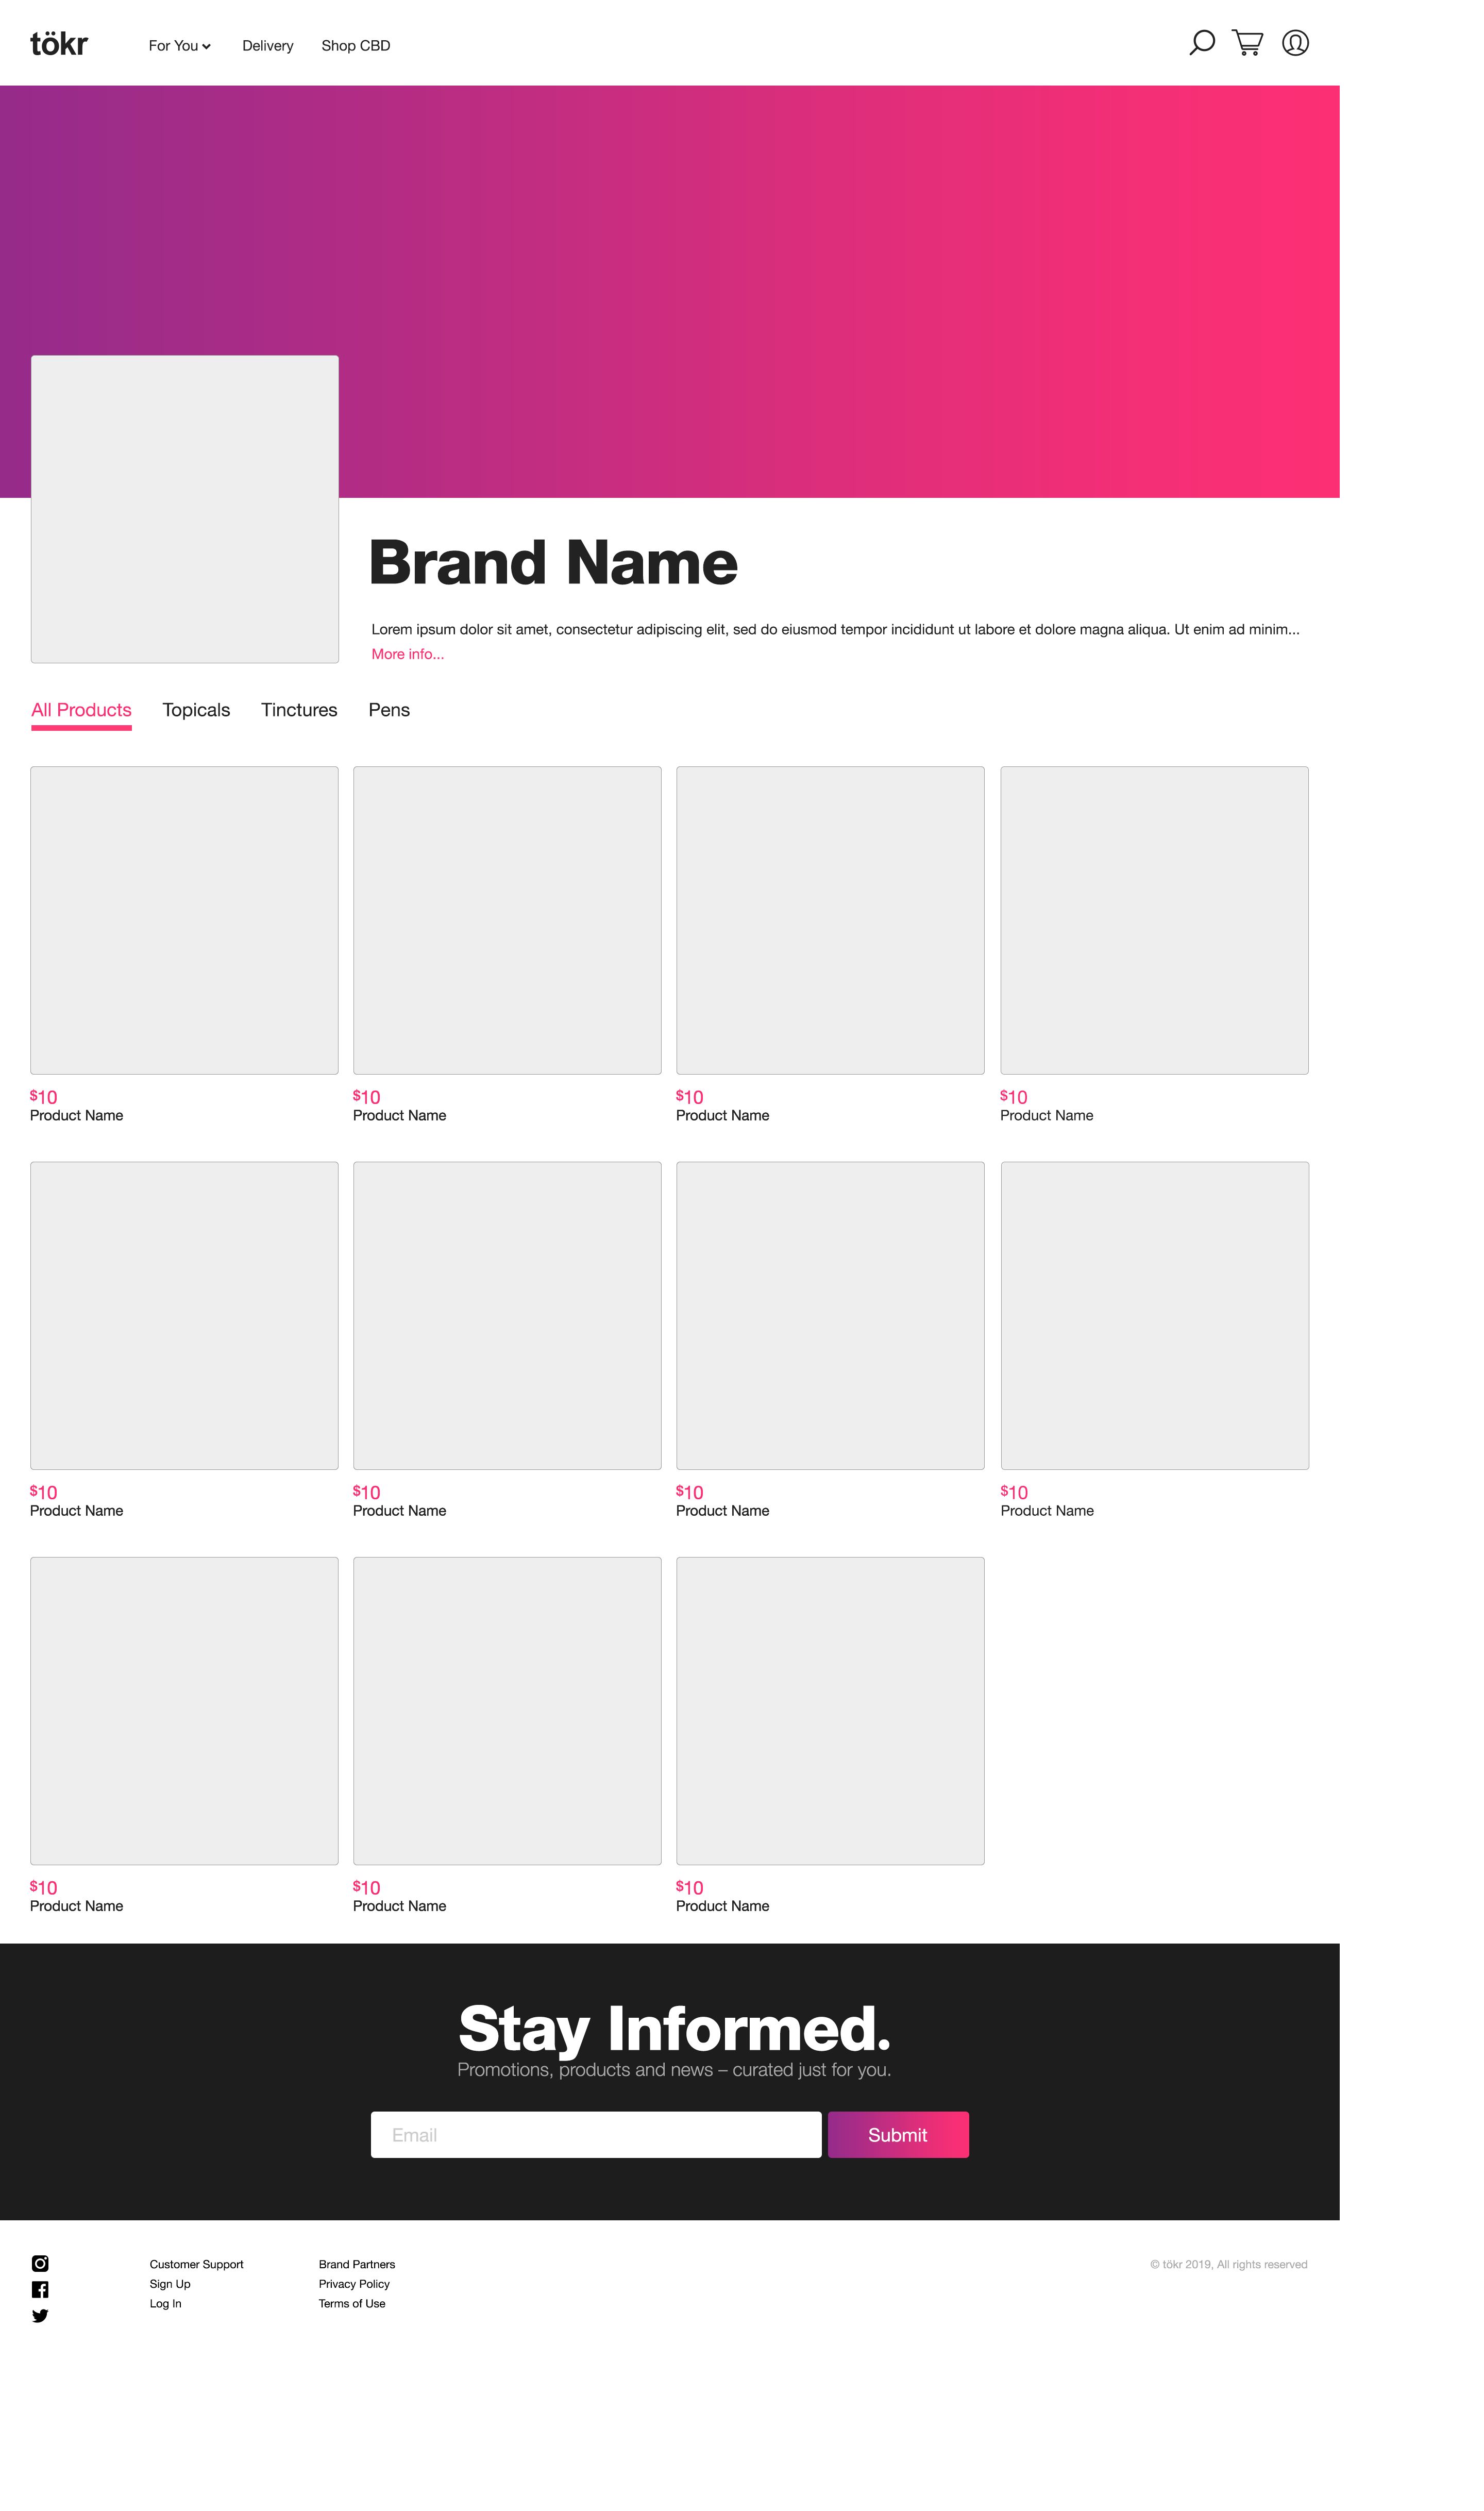 tökr
For You
Delivery
Shop CBD
Brand Name
Lorem ipsum dolor sit amet, consectetur adipiscing elit, sed do eiusmod tempor incididunt ut labore et dolore magna aliqua. Ut enim ad minim...
More info...
All Products
Topicals
Tinctures
Pens
$10
Product Name
$10
Product Name
$10
Product Name
$10
Product Name
$10
Product Name
$10
Product Name
$10
Product Name
$10
Product Name
$10
Product Name
$10
Product Name
$10
Product Name
Stay Informed.
Promotions, products and news – curated just for you.
Email
Submit
Customer Support
Sign Up
Log In
Brand Partners
Privacy Policy
Terms of Use
© tökr 2019, All rights reserved